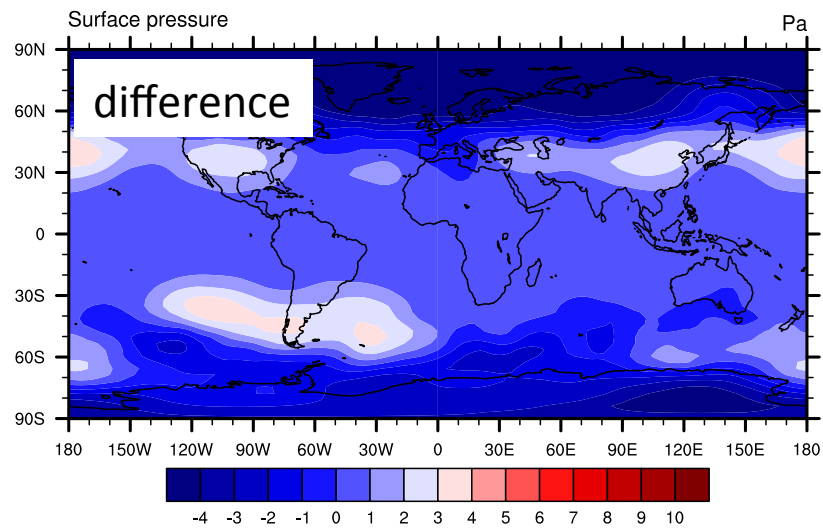 Surface pressure Pa
difference
90N
60N
30N
0
30S
60S
90S
180 150W 120W 90W 60W 30W 0 30E 60E 90E 120E 150E 180
-4 -3 -2 -1 0 1 2 3 4 5 6 7 8 9 10